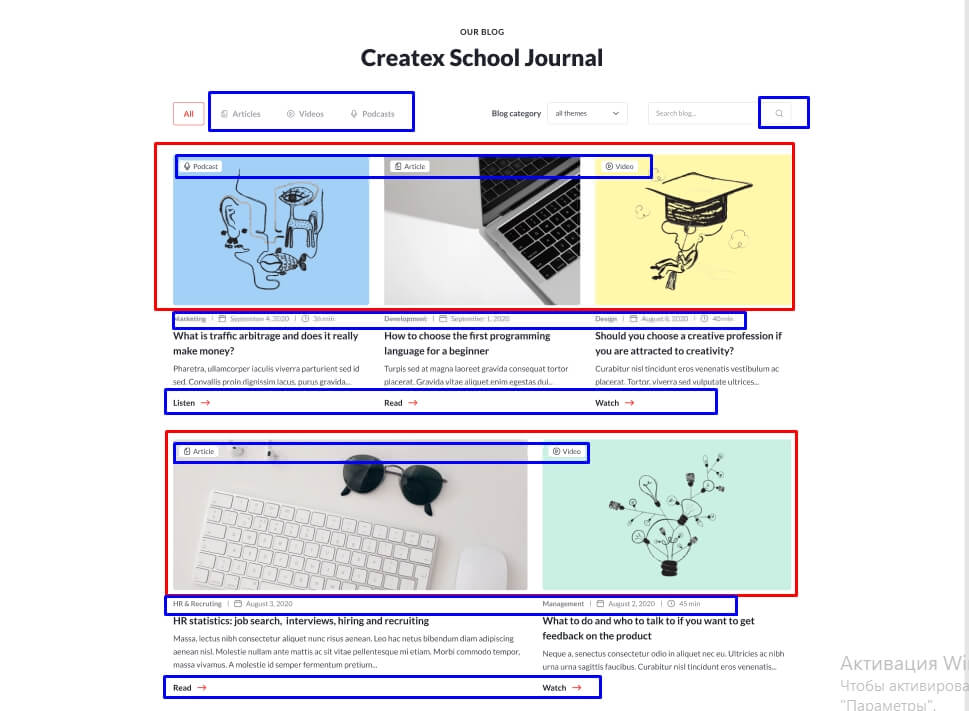 OUR BLOG
Createx School Journal
All
Articles
Videos
Podcasts
Blog category
all themes
Search blog...
Podcast
Article
Video
Marketing | September 4, 2020 | 36 min
Development | September 1, 2020
Design | August 8, 2020 | 40 min
What is traffic arbitrage and does it really
make money?
How to choose the first programming
language for a beginner
Should you choose a creative profession if
you are attracted to creativity?
Pharetra, ullamcorper iaculis viverra parturient sed id
sed. Convallis proin dignissim lacus, purus gravida...
Turpis sed at magna laoreet gravida consequat tortor
placerat. Gravida vitae aliquet enim egestas dui...
Curabitur nisl tincidunt eros venenatis vestibulum ac
placerat. Tortor, viverra sed vulputate ultrices...
Listen →
Read →
Watch →
Article
Video
HR & Recruting | August 3, 2020
Management | August 2, 2020 | 45 min
HR statistics: job search, interviews, hiring and recruiting
What to do and who to talk to if you want to get
feedback on the product
Massa, lectus nibh consectetur aliquet nunc risus aenean. Leo hac netus bibendum diam adipiscing
aenean nisl. Molestie nullam ante mattis ac sit vitae pellentesque mi etiam. Morbi commodo tempor,
massa vivamus. A molestie id semper fermentum pretium...
Neque a, senectus consectetur odio in aliquet nec eu. Ultricies ac nibh
urna urna sagittis faucibus. Curabitur nisl tincidunt eros venenatis...
Read →
Watch →
Активация Wi
Чтобы активирова
"Параметры".